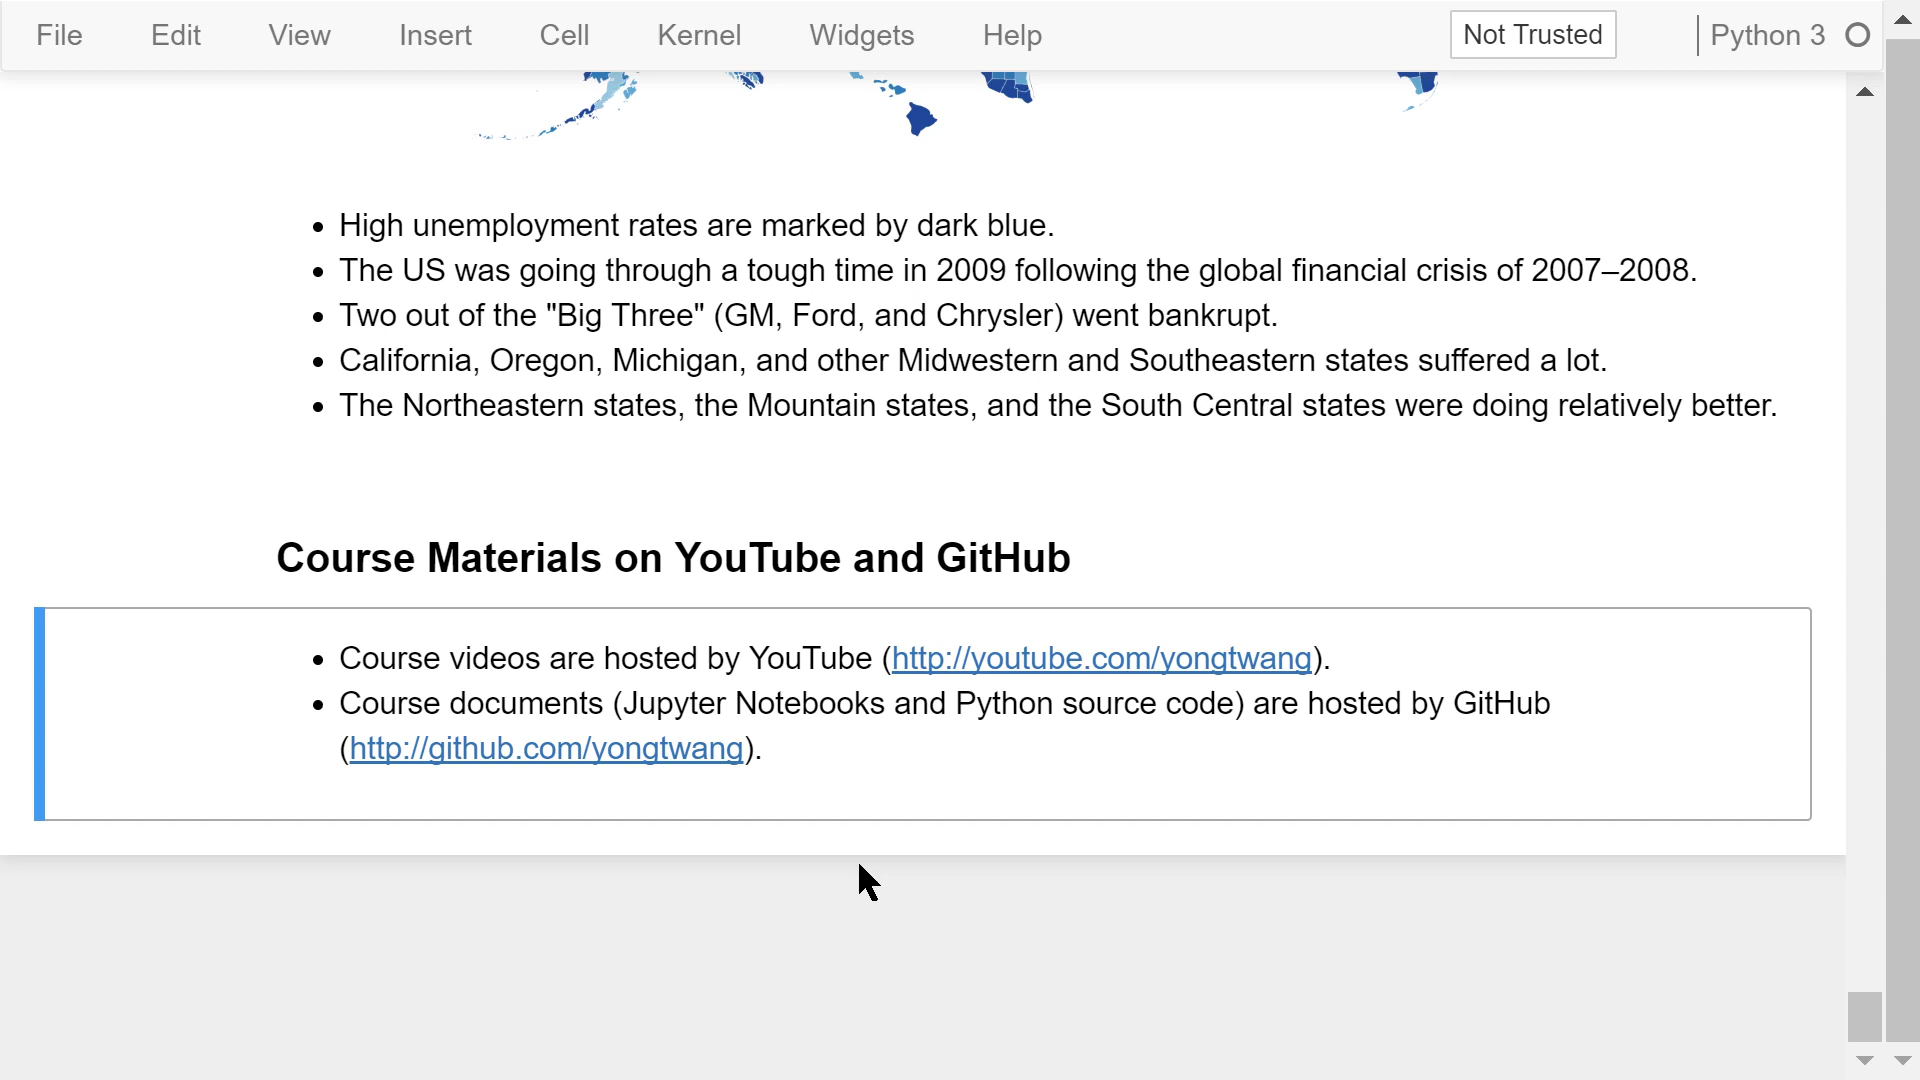 File Edit View Insert Cell Kernel Widgets Help Not Trusted Python 3
High unemployment rates are marked by dark blue.
The US was going through a tough time in 2009 following the global financial crisis of 2007–2008.
Two out of the "Big Three" (GM, Ford, and Chrysler) went bankrupt.
California, Oregon, Michigan, and other Midwestern and Southeastern states suffered a lot.
The Northeastern states, the Mountain states, and the South Central states were doing relatively better.
Course Materials on YouTube and GitHub
Course videos are hosted by YouTube (http://youtube.com/yongtwang).
Course documents (Jupyter Notebooks and Python source code) are hosted by GitHub
(http://github.com/yongtwang).